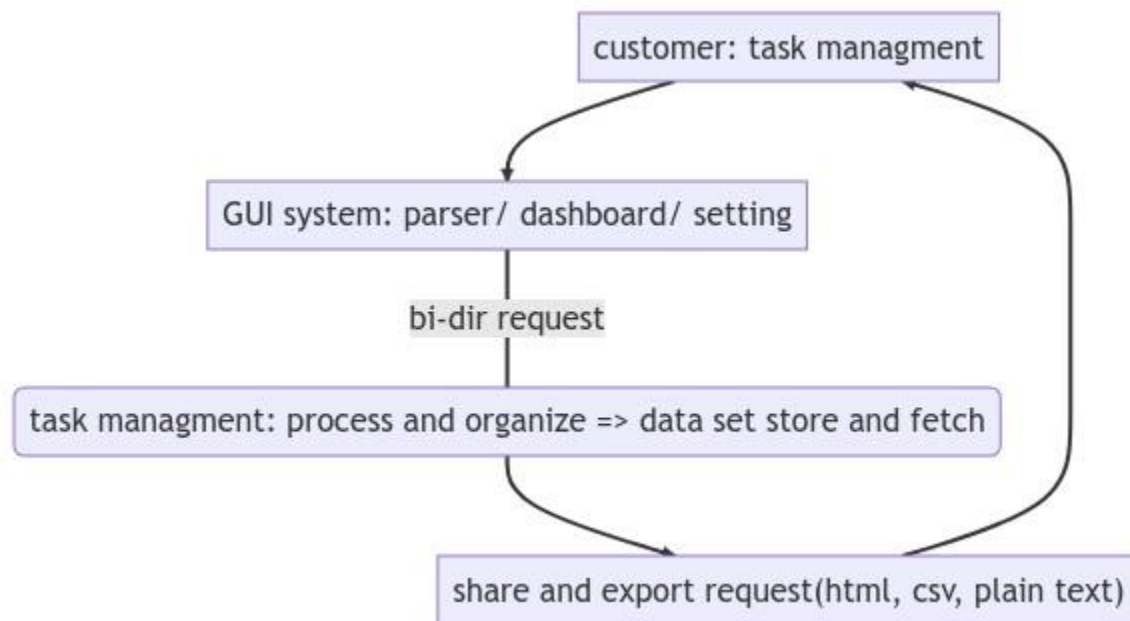 customer: task managment
GUI system: parser/ dashboard/ setting
bi-dir request
task managment: process and organize => data set store and fetch
share and export request(html, csv, plain text)